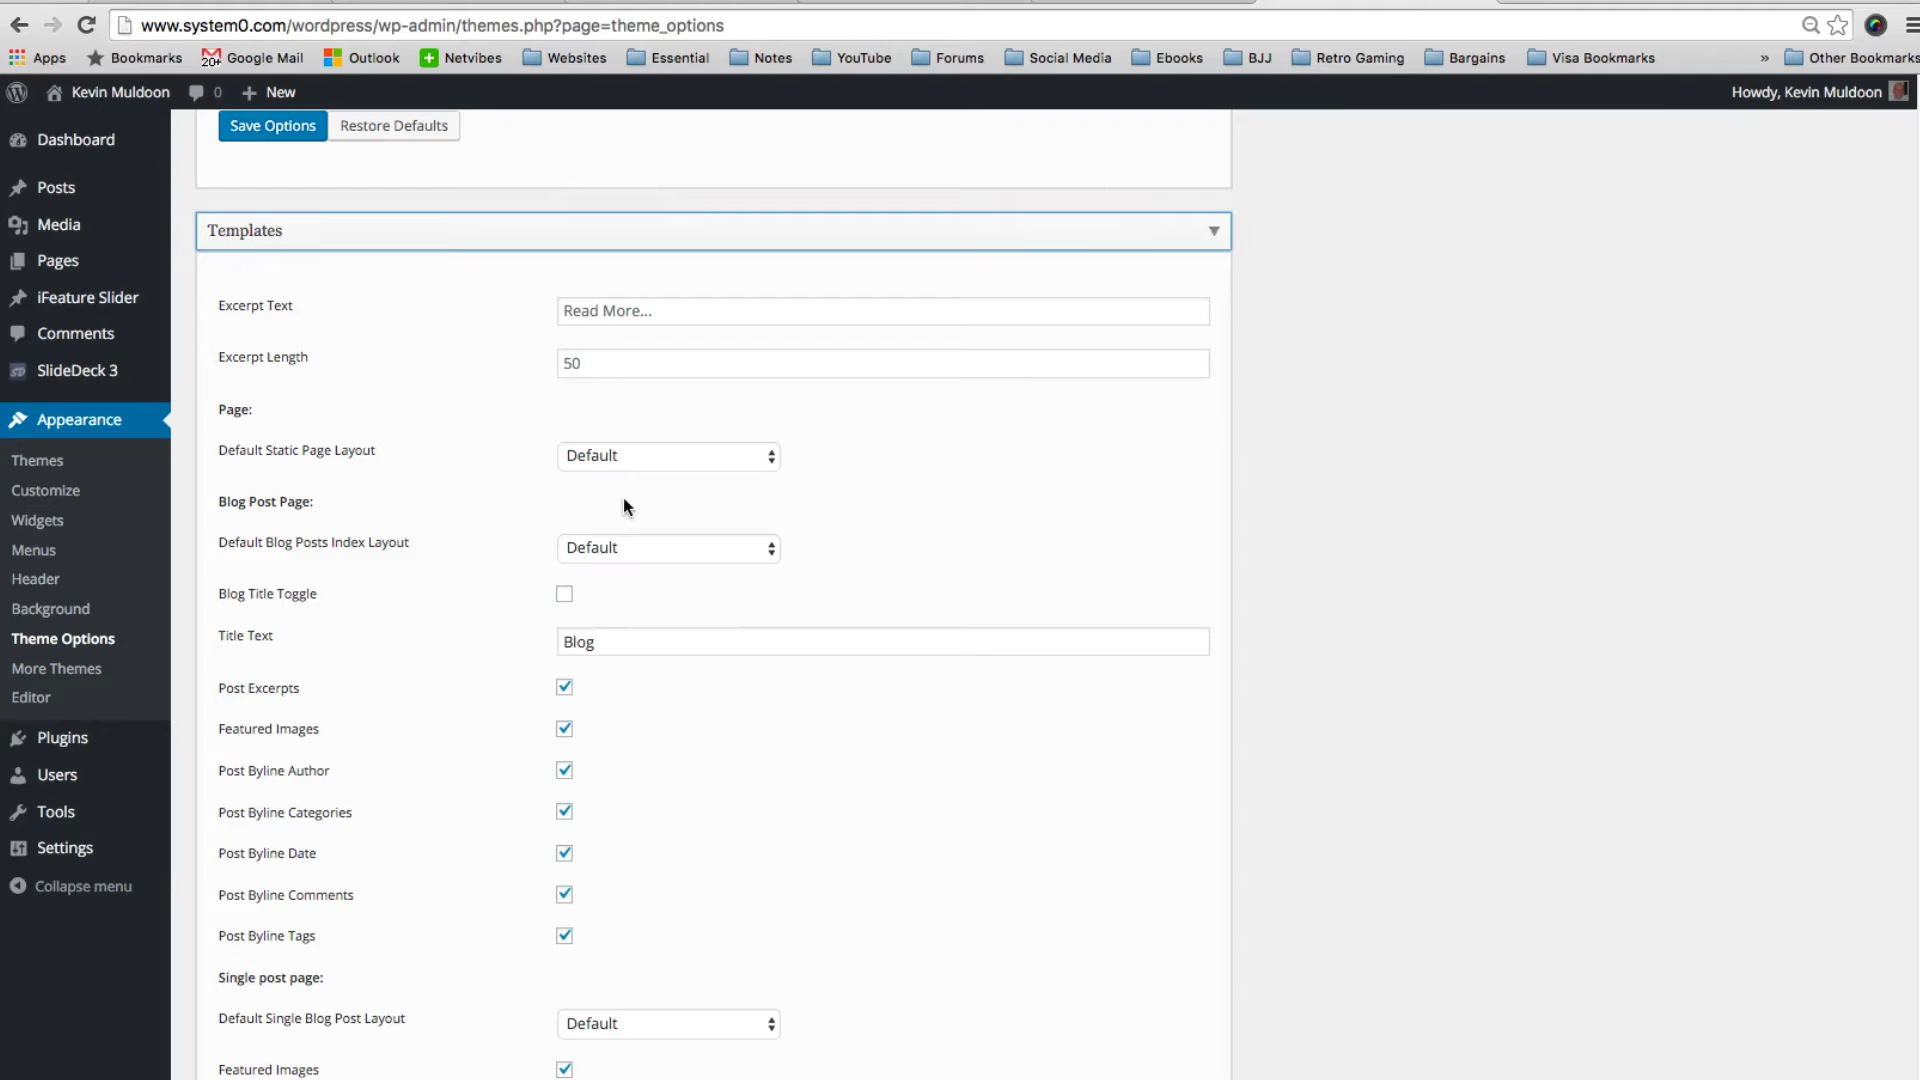 www.system0.com/wordpress/wp-admin/themes.php?page=theme_options
Apps Bookmarks 20+ Google Mail Outlook Netvibes Websites Essential Notes YouTube Forums Social Media Ebooks BJJ Retro Gaming Bargains Visa Bookmarks » Other Bookmarks
Kevin Muldoon 0 + New Howdy, Kevin Muldoon
Save Options Restore Defaults
Dashboard
Posts
Media
Pages
iFeature Slider
Comments
SD SlideDeck 3
Appearance
Themes
Customize
Widgets
Menus
Header
Background
Theme Options
More Themes
Editor
Plugins
Users
Tools
Settings
Collapse menu
Templates
Excerpt Text Read More...
Excerpt Length 50
Page:
Default Static Page Layout Default
Blog Post Page:
Default Blog Posts Index Layout Default
Blog Title Toggle
Title Text Blog
Post Excerpts
Featured Images
Post Byline Author
Post Byline Categories
Post Byline Date
Post Byline Comments
Post Byline Tags
Single post page:
Default Single Blog Post Layout Default
Featured Images